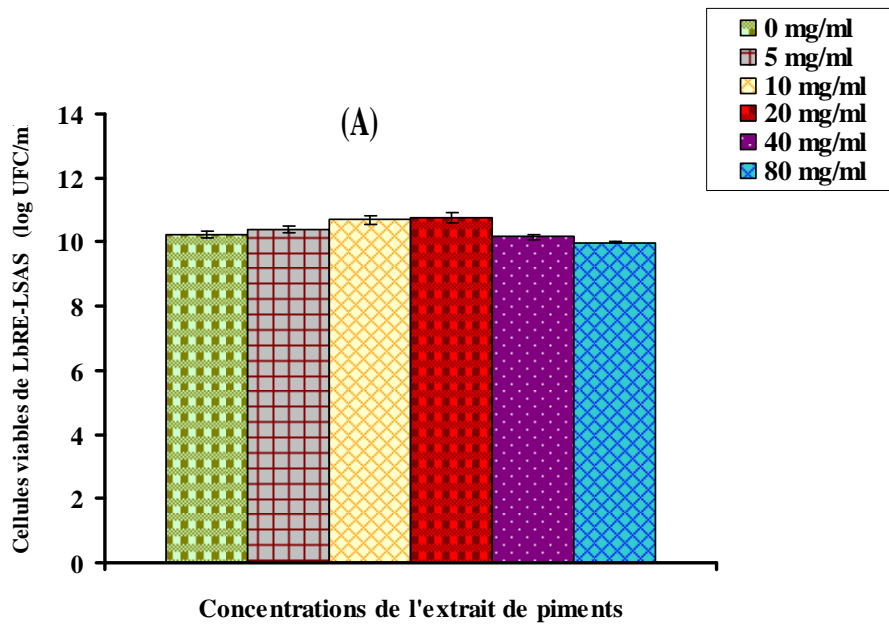 0 mg/ml
5 mg/ml
10 mg/ml
20 mg/ml
40 mg/ml
80 mg/ml
(A)
Cellules viables de LbRE-LSAS (log UFC/m
14
12
10
8
6
4
2
0
Concentrations de l'extrait de piments